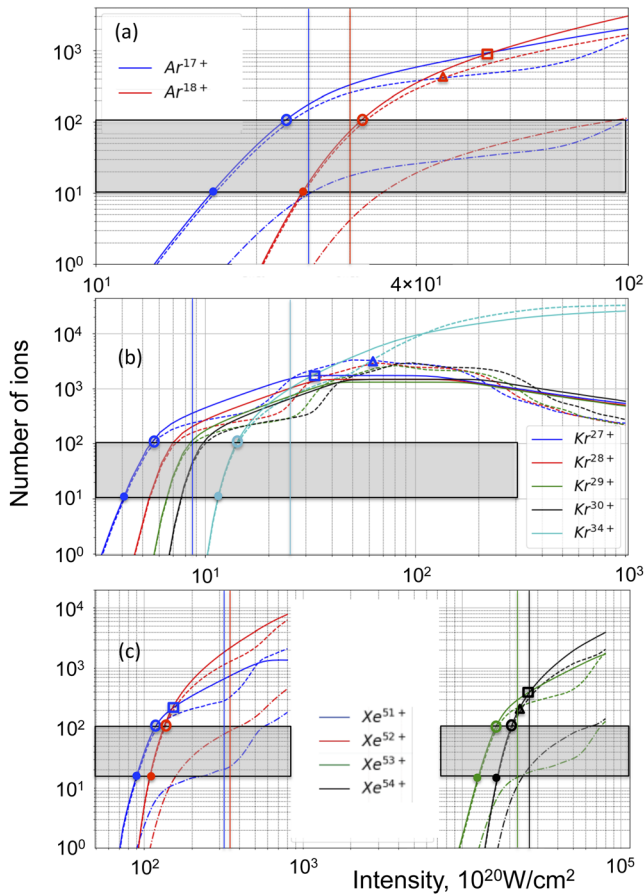 (a)
Ar¹⁷⁺
Ar¹⁸⁺
10³
10²
10¹
10⁰
10¹
4×10¹
10²
(b)
10⁴
10³
10²
10¹
10⁰
Kr²⁷⁺
Kr²⁸⁺
Kr²⁹⁺
Kr³⁰⁺
Kr³⁴⁺
10¹
10²
10³
Number of ions
(c)
10⁴
10³
10²
10¹
10⁰
Xe⁵¹⁺
Xe⁵²⁺
Xe⁵³⁺
Xe⁵⁴⁺
10²
10³
10⁵
Intensity, 10²⁰W/cm²